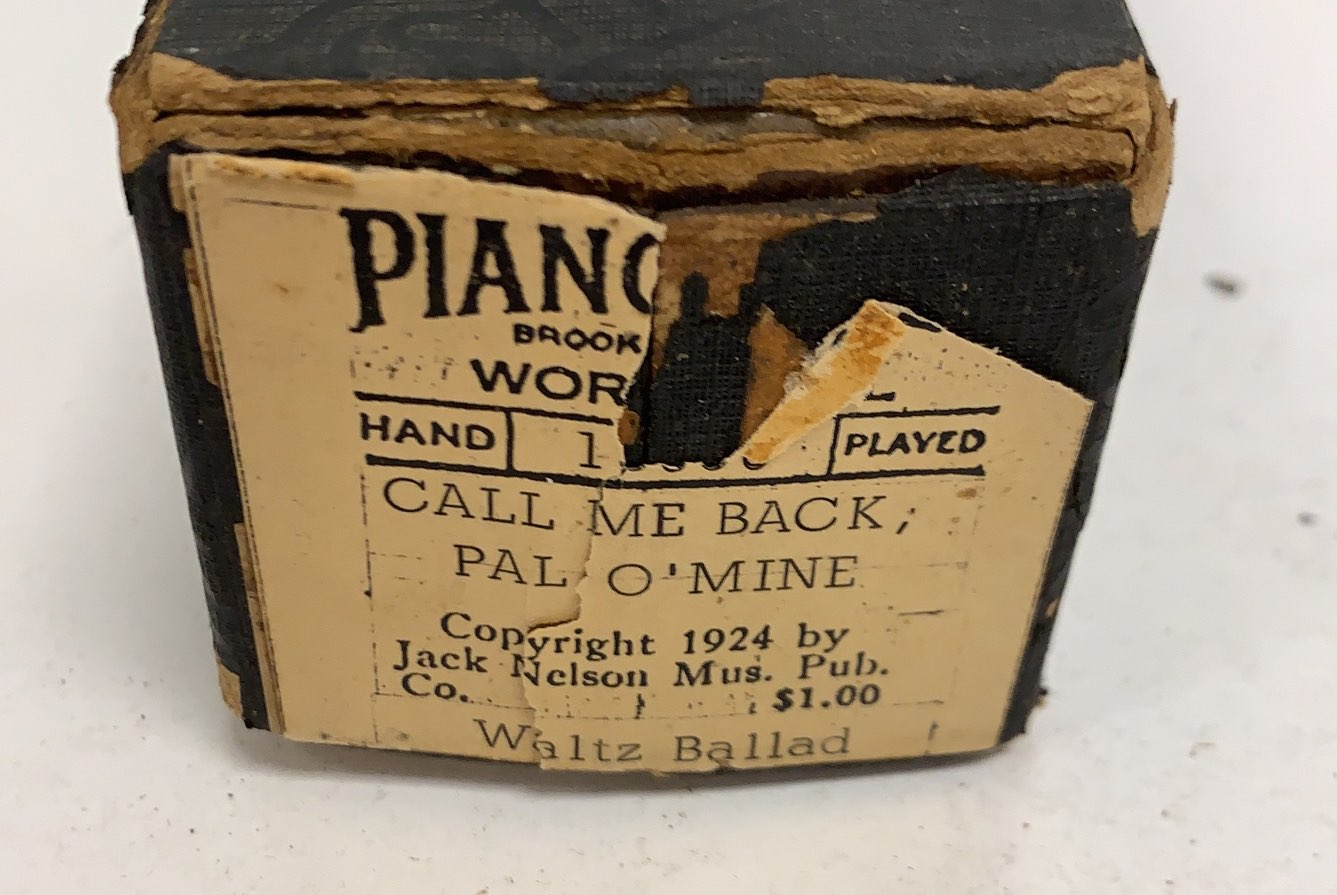 PIANO
BROOK
WOR
HAND 1 PLAYED
CALL ME BACK,
PAL O'MINE
Copyright 1924 by
Jack Nelson Mus. Pub.
Co. $1.00
Waltz Ballad